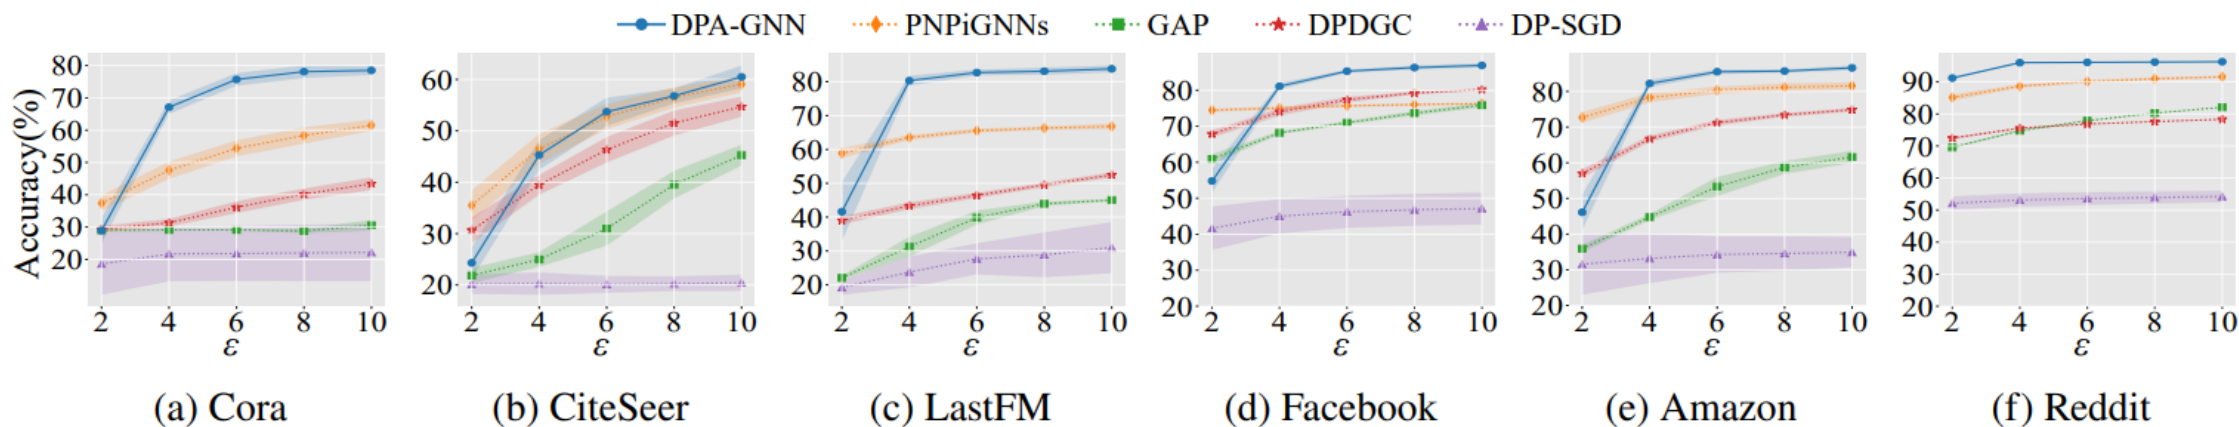 DPA-GNN PNPiGNNs GAP DPDGC DP-SGD
Accuracy(%)
80
70
60
50
40
30
20
2 4 6 8 10
ε
(a) Cora
60
50
40
30
20
2 4 6 8 10
ε
(b) CiteSeer
80
70
60
50
40
30
20
2 4 6 8 10
ε
(c) LastFM
80
70
60
50
40
30
20
2 4 6 8 10
ε
(d) Facebook
80
70
60
50
40
30
20
2 4 6 8 10
ε
(e) Amazon
90
80
70
60
50
40
30
20
2 4 6 8 10
ε
(f) Reddit